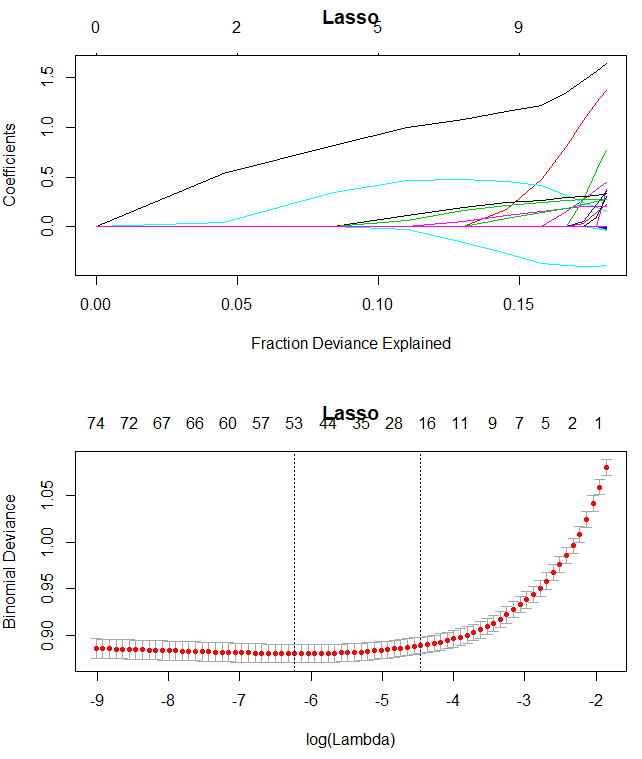 Lasso
0 2 5 9
Coefficients
1.5
1.0
0.5
0.0
0.00 0.05 0.10 0.15
Fraction Deviance Explained
Lasso
74 72 67 66 60 57 53 44 35 28 16 11 9 7 5 2 1
Binomial Deviance
1.05
1.00
0.95
0.90
-9 -8 -7 -6 -5 -4 -3 -2
log(Lambda)